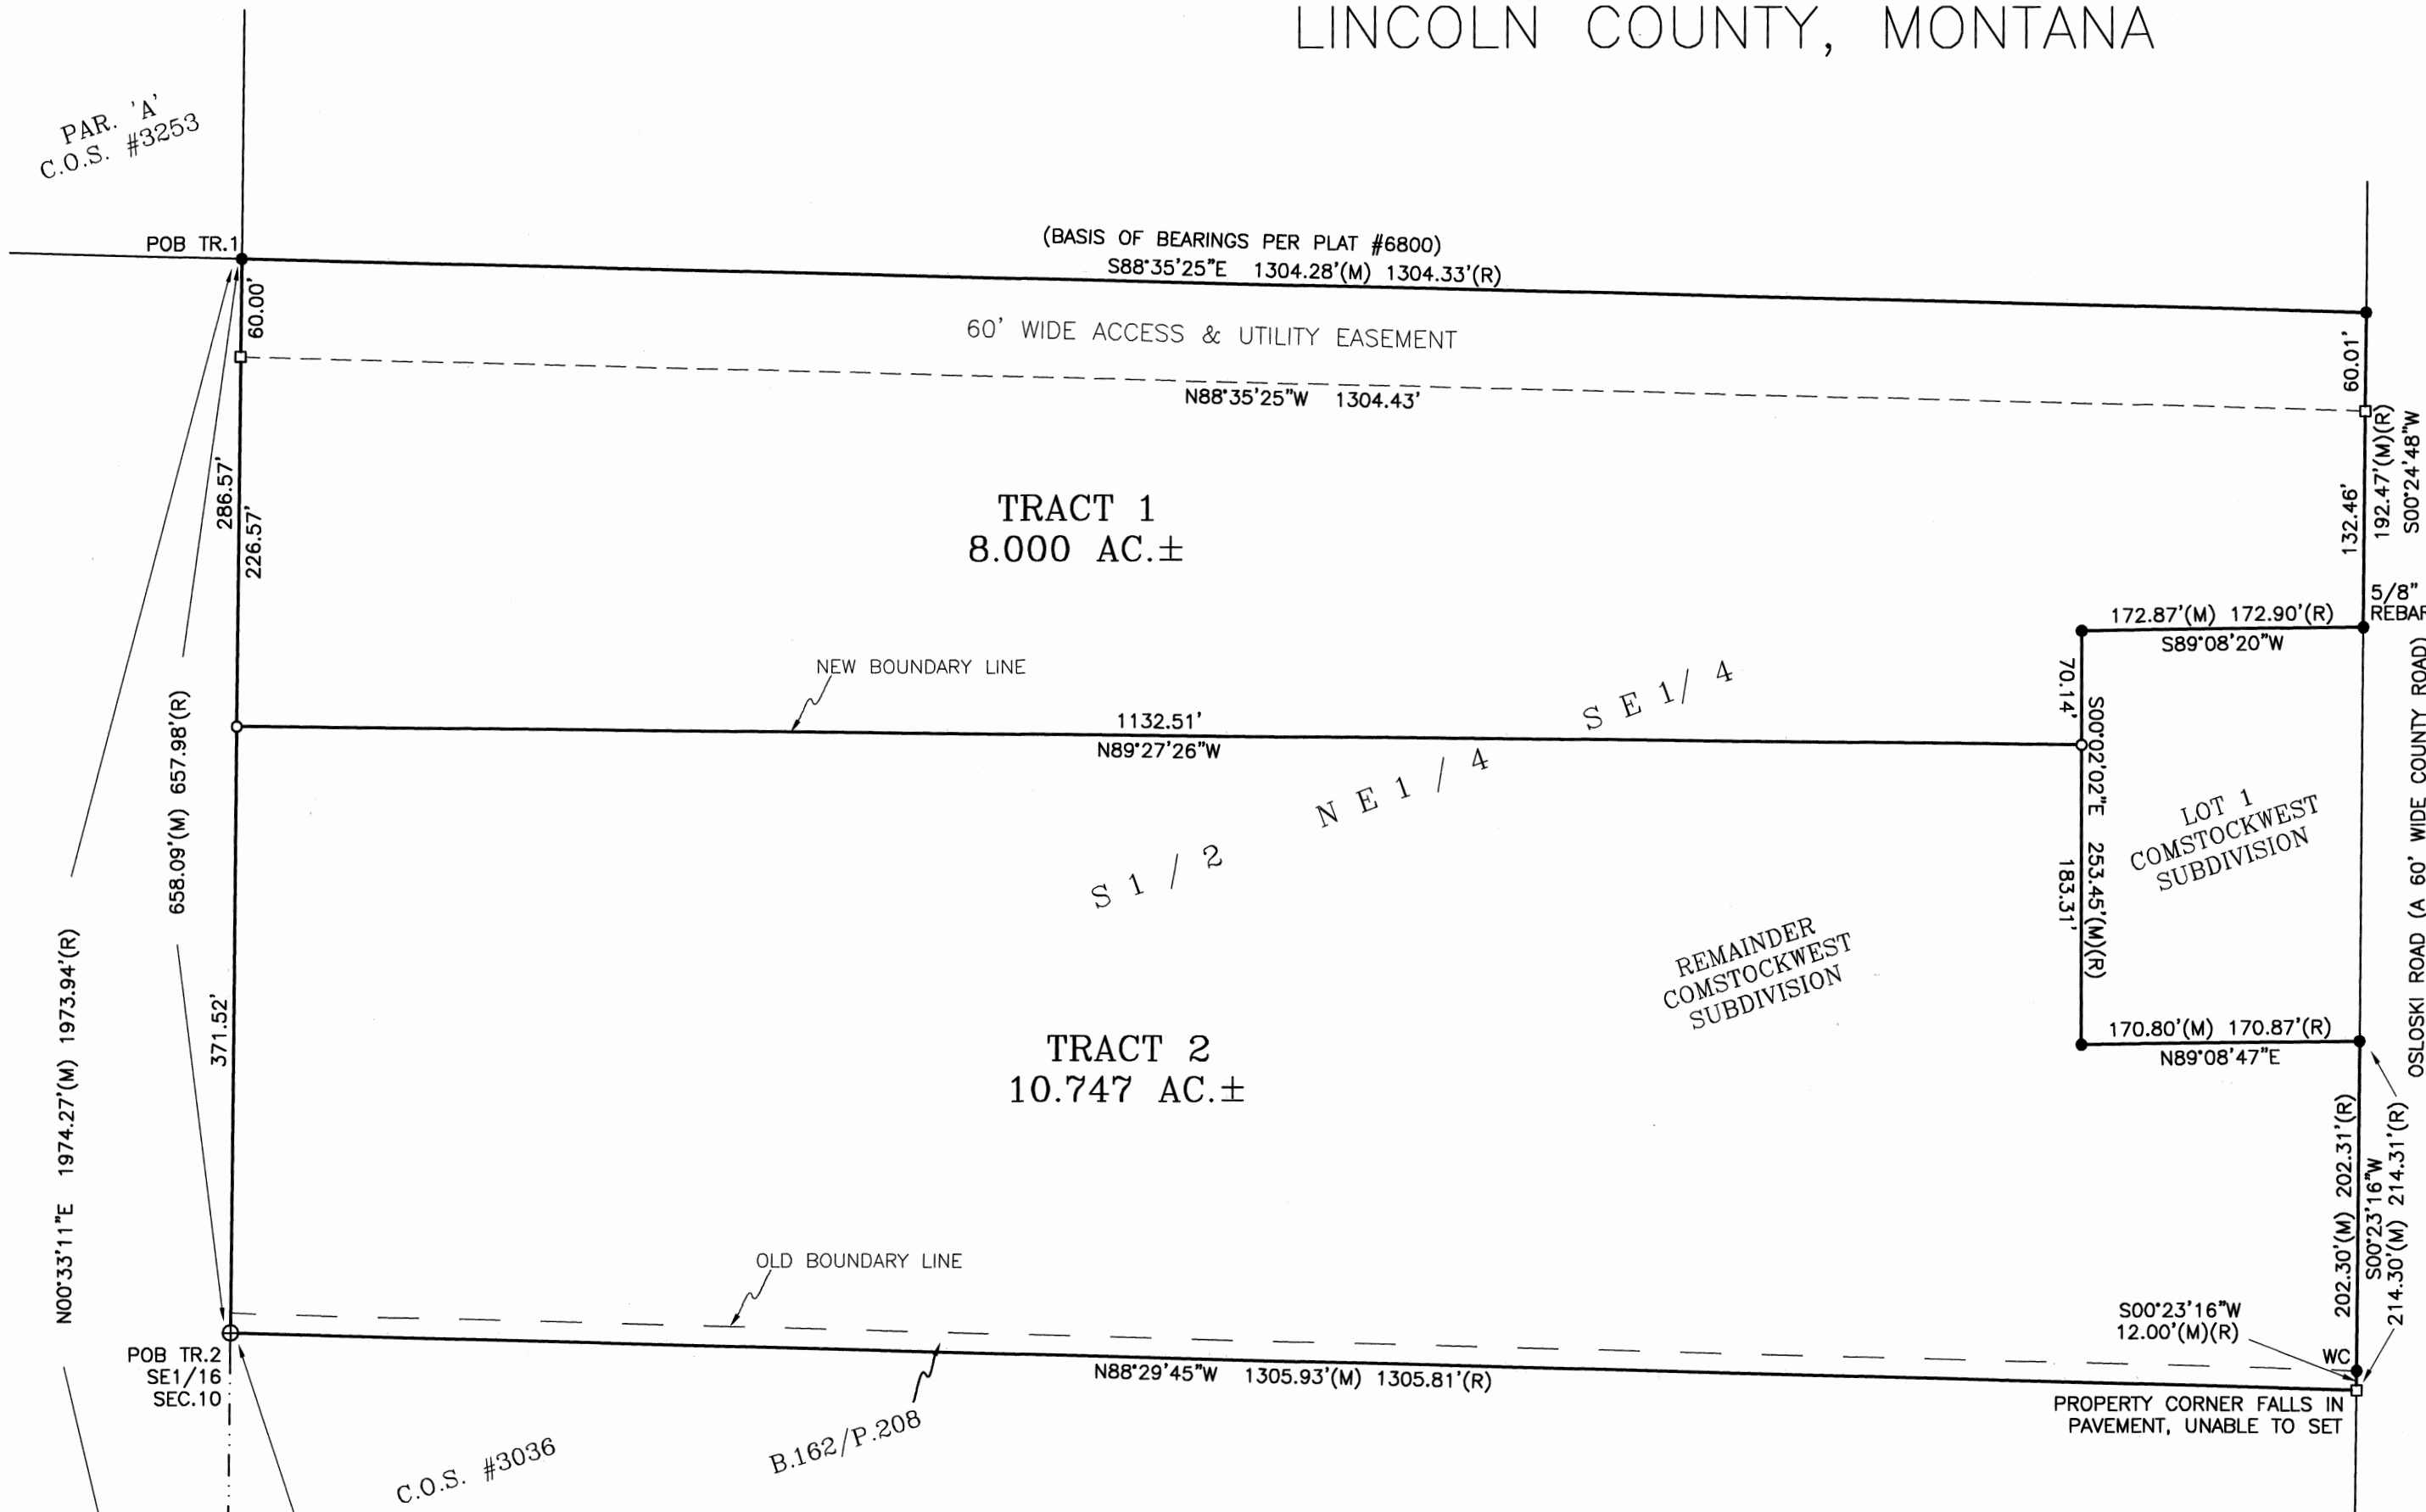 LINCOLN COUNTY, MONTANA
PAR. 'A'
C.O.S. #3253
POB TR.1
(BASIS OF BEARINGS PER PLAT #6800)
S88°35'25"E 1304.28'(M) 1304.33'(R)
60.00'
60' WIDE ACCESS & UTILITY EASEMENT
60.01'
N88°35'25"W 1304.43'
192.47'(M)(R)
S00°24'48"W
132.46'
286.57'
226.57'
TRACT 1
8.000 AC.±
5/8"
REBAR
172.87'(M) 172.90'(R)
S89°08'20"W
NEW BOUNDARY LINE
1132.51'
N89°27'26"W
70.14'
S00°02'02"E 253.45'(M)(R)
183.31'
S 1 / 2 N E 1 / 4 S E 1 / 4
LOT 1
COMSTOCKWEST
SUBDIVISION
OSLOSKI ROAD (A 60' WIDE COUNTY ROAD)
658.09'(M) 657.98'(R)
N00°33'11"E 1974.27'(M) 1973.94'(R)
371.52'
REMAINDER
COMSTOCKWEST
SUBDIVISION
TRACT 2
10.747 AC.±
170.80'(M) 170.87'(R)
N89°08'47"E
202.30'(M) 202.31'(R)
S00°23'16"W
214.30'(M) 214.31'(R)
OLD BOUNDARY LINE
S00°23'16"W
12.00'(M)(R)
WC
POB TR.2
SE1/16
SEC.10
N88°29'45"W 1305.93'(M) 1305.81'(R)
PROPERTY CORNER FALLS IN
PAVEMENT, UNABLE TO SET
B.162/P.208
C.O.S. #3036